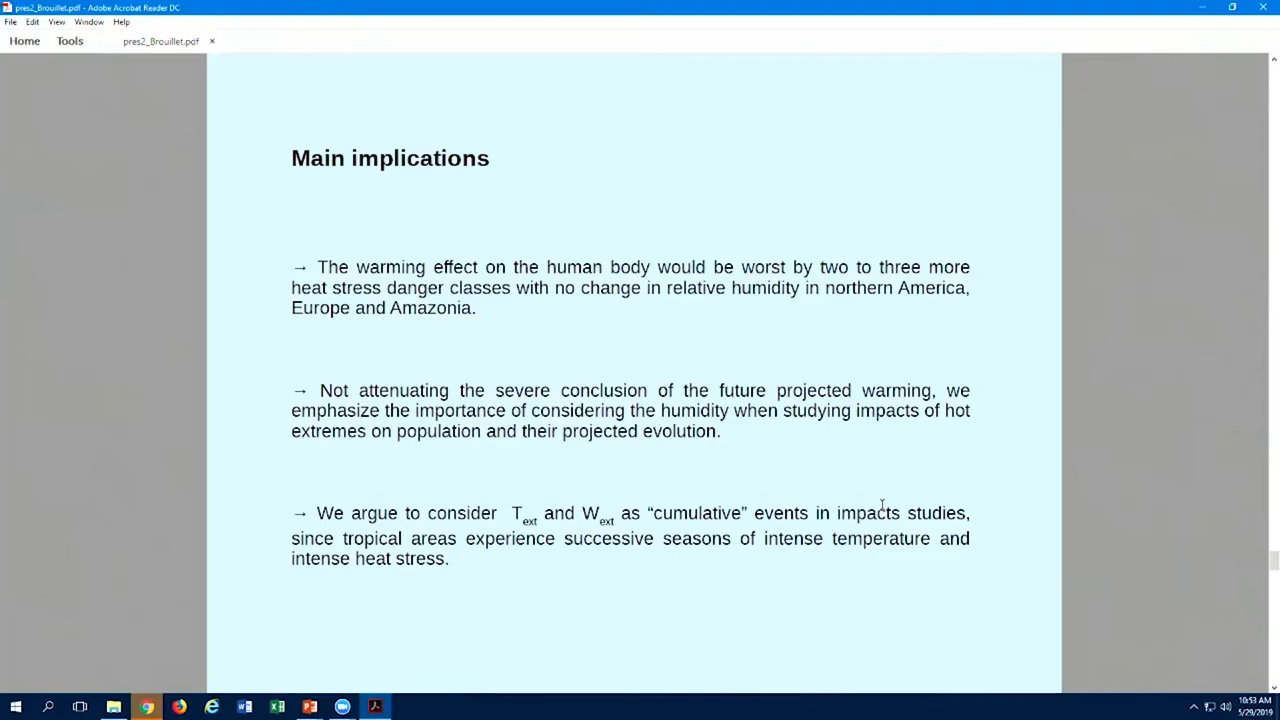 pres2_Brouillet.pdf - Adobe Acrobat Reader DC
File Edit View Window Help
Home Tools pres2_Brouillet.pdf ×
Main implications
→ The warming effect on the human body would be worst by two to three more
heat stress danger classes with no change in relative humidity in northern America,
Europe and Amazonia.
→ Not attenuating the severe conclusion of the future projected warming, we
emphasize the importance of considering the humidity when studying impacts of hot
extremes on population and their projected evolution.
→ We argue to consider Text and Wext as “cumulative” events in impacts studies,
since tropical areas experience successive seasons of intense temperature and
intense heat stress.
10:53 AM
5/29/2019